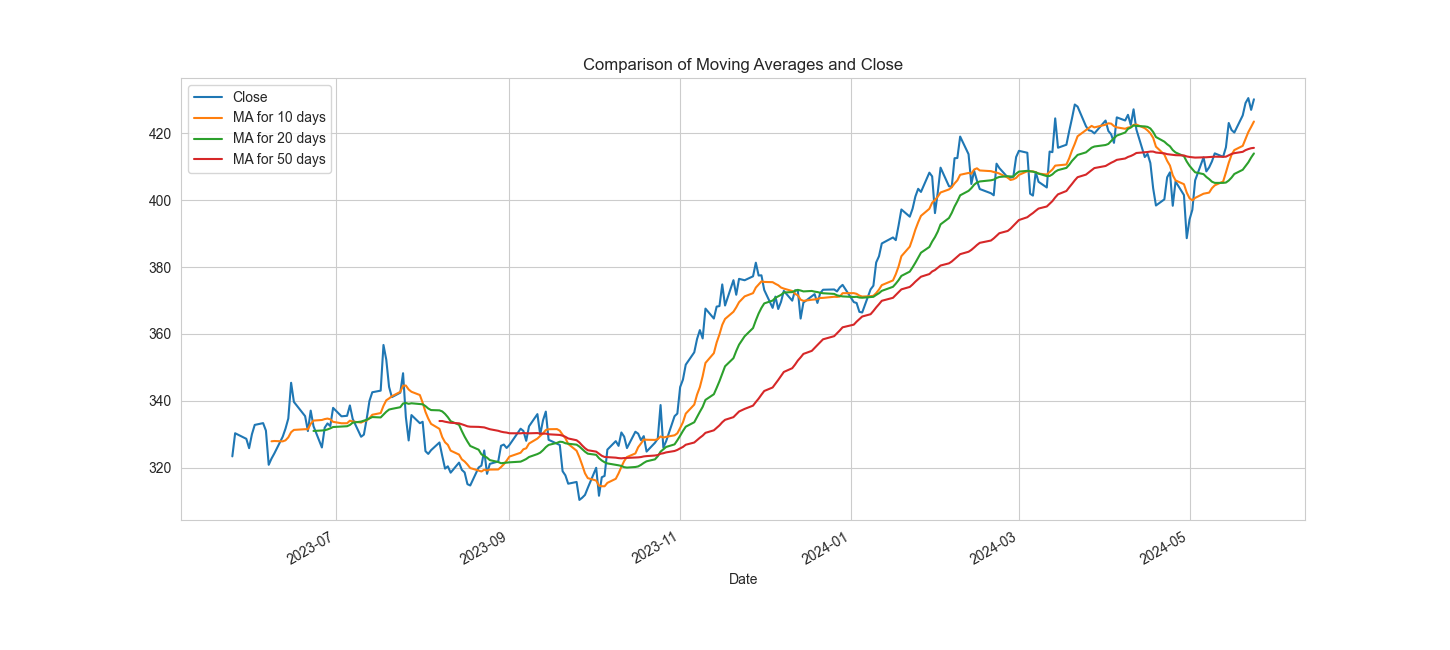 Comparison of Moving Averages and Close
Close
MA for 10 days
MA for 20 days
MA for 50 days
420
400
380
360
340
320
2023-07
2023-09
2023-11
2024-01
2024-03
2024-05
Date